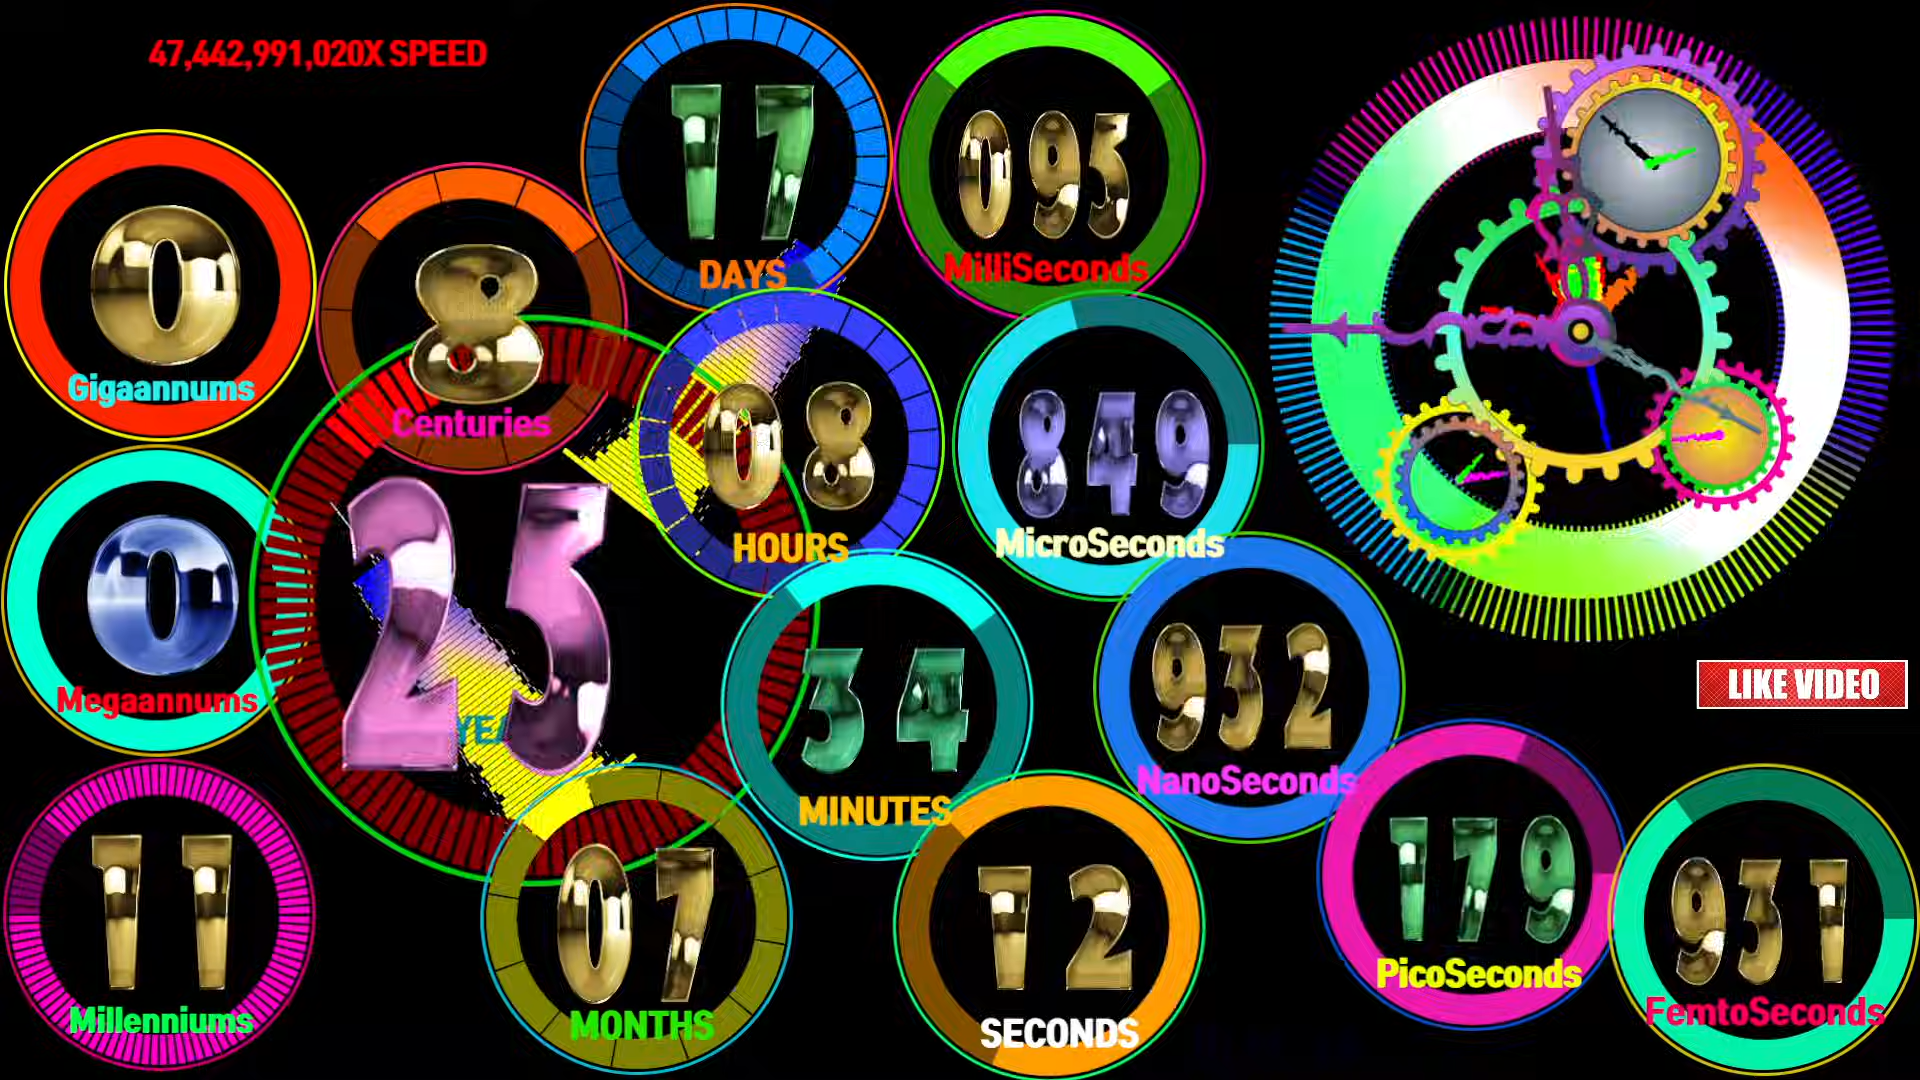 47,442,991,020X SPEED
0
Gigaannums
8
Centuries
17
DAYS
095
MilliSeconds
0
Megaannums
25
08
HOURS
849
MicroSeconds
34
MINUTES
932
NanoSeconds
LIKE VIDEO
11
Millenniums
07
MONTHS
12
SECONDS
179
PicoSeconds
931
FemtoSeconds